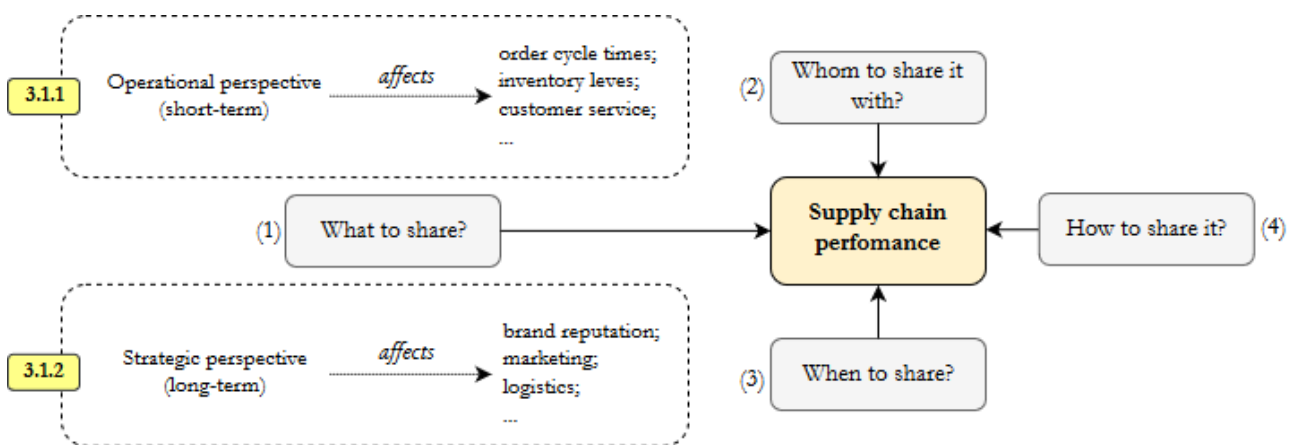 3.1.1
Operational perspective
(short-term)
affects
order cycle times;
inventory leves;
customer service;
...
(1)
What to share?
3.1.2
Strategic perspective
(long-term)
affects
brand reputation;
marketing;
logistics;
...
(2)
Whom to share it
with?
Supply chain
perfomance
How to share it?
(4)
(3)
When to share?